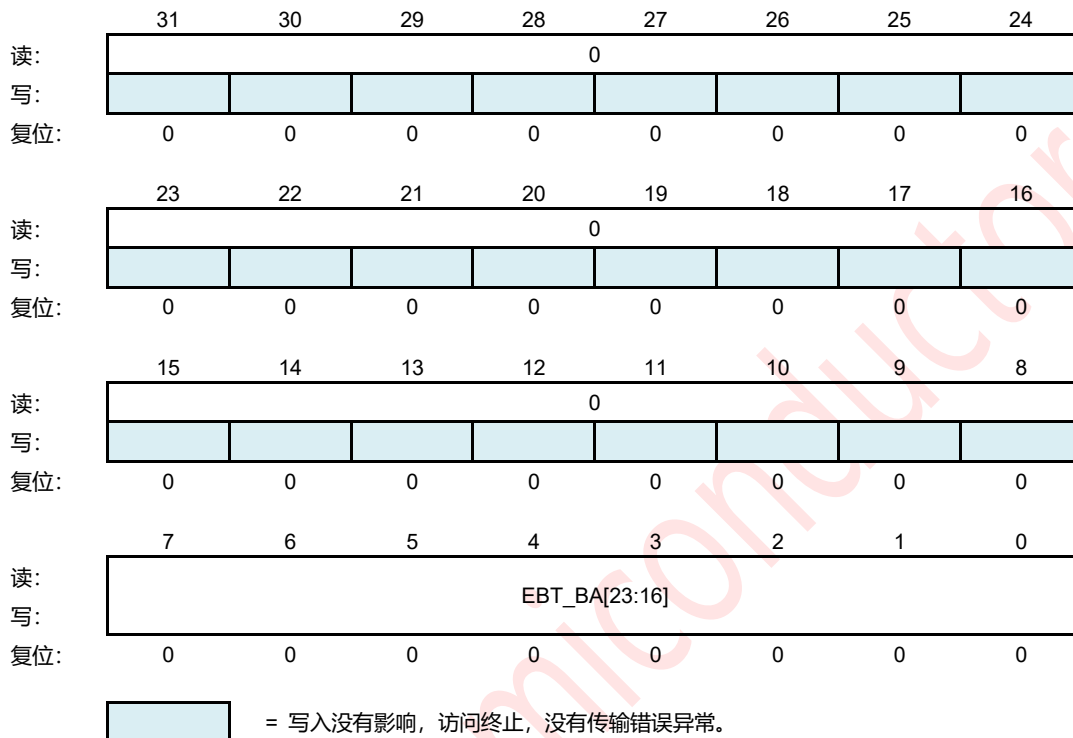 31 30 29 28 27 26 25 24
读： 0
写：
复位： 0 0 0 0 0 0 0 0
23 22 21 20 19 18 17 16
读： 0
写：
复位： 0 0 0 0 0 0 0 0
15 14 13 12 11 10 9 8
读： 0
写：
复位： 0 0 0 0 0 0 0 0
7 6 5 4 3 2 1 0
读：
EBT_BA[23:16]
写：
复位： 0 0 0 0 0 0 0 0
= 写入没有影响，访问终止，没有传输错误异常。
miconductor